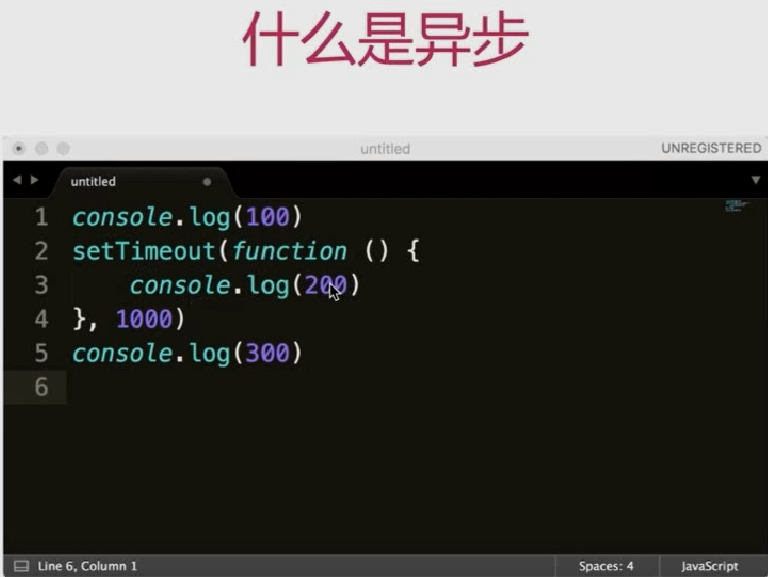 什么是异步
untitled
UNREGISTERED
untitled
1 console.log(100)
2 setTimeout(function () {
3     console.log(200)
4 }, 1000)
5 console.log(300)
6
Line 6, Column 1
Spaces: 4
JavaScript